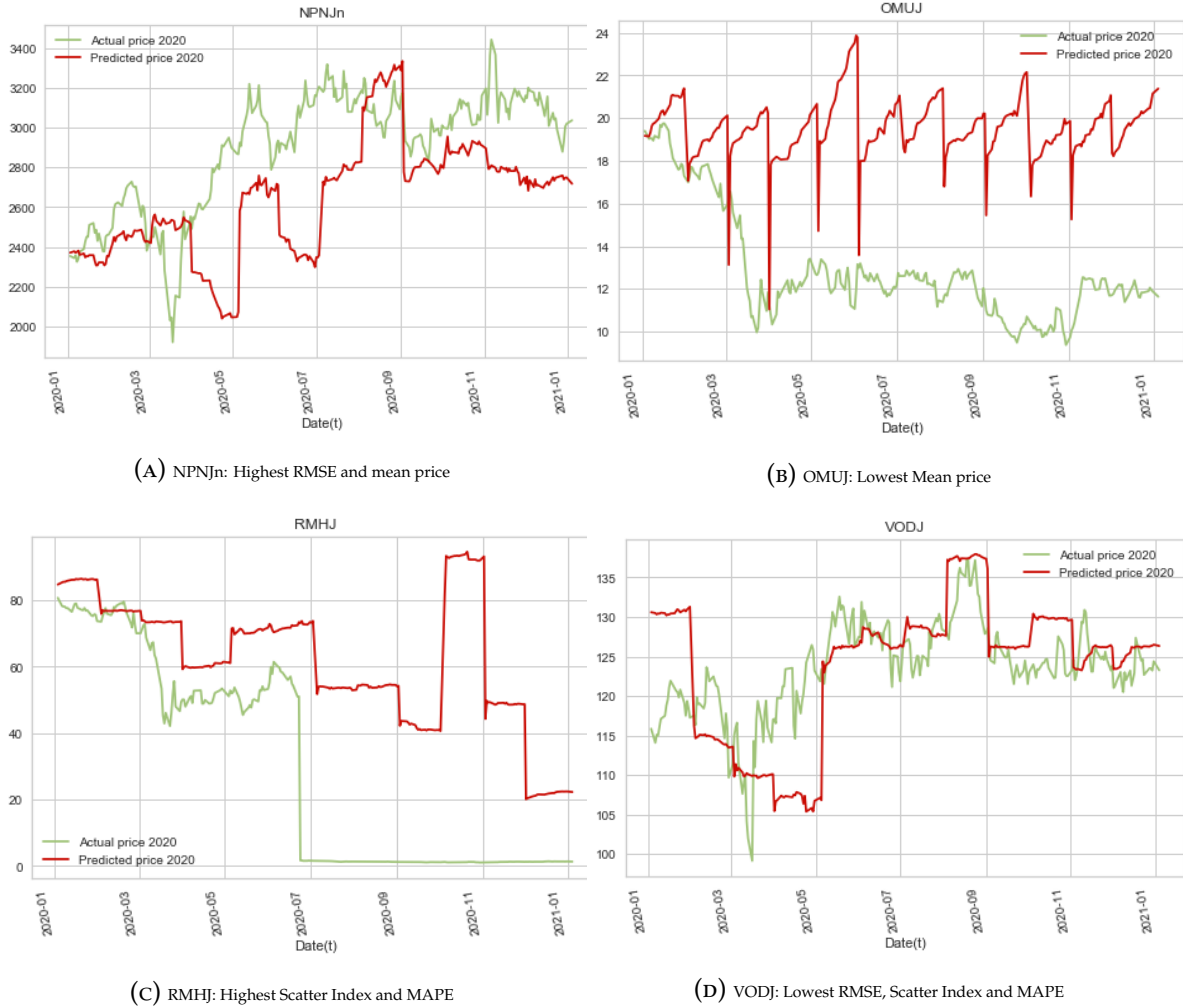 NPNJn
Actual price 2020
Predicted price 2020
3400
3200
3000
2800
2600
2400
2200
2000
2020-01
2020-03
2020-05
2020-07
2020-09
2020-11
2021-01
Date(t)
(A) NPNJn: Highest RMSE and mean price
OMUJ
Actual price 2020
Predicted price 2020
24
22
20
18
16
14
12
10
2020-01
2020-03
2020-05
2020-07
2020-09
2020-11
2021-01
Date(t)
(B) OMUJ: Lowest Mean price
RMHJ
80
60
40
20
0
Actual price 2020
Predicted price 2020
2020-01
2020-03
2020-05
2020-07
2020-09
2020-11
2021-01
Date(t)
(C) RMHJ: Highest Scatter Index and MAPE
VODJ
Actual price 2020
Predicted price 2020
135
130
125
120
115
110
105
100
2020-01
2020-03
2020-05
2020-07
2020-09
2020-11
2021-01
Date(t)
(D) VODJ: Lowest RMSE, Scatter Index and MAPE